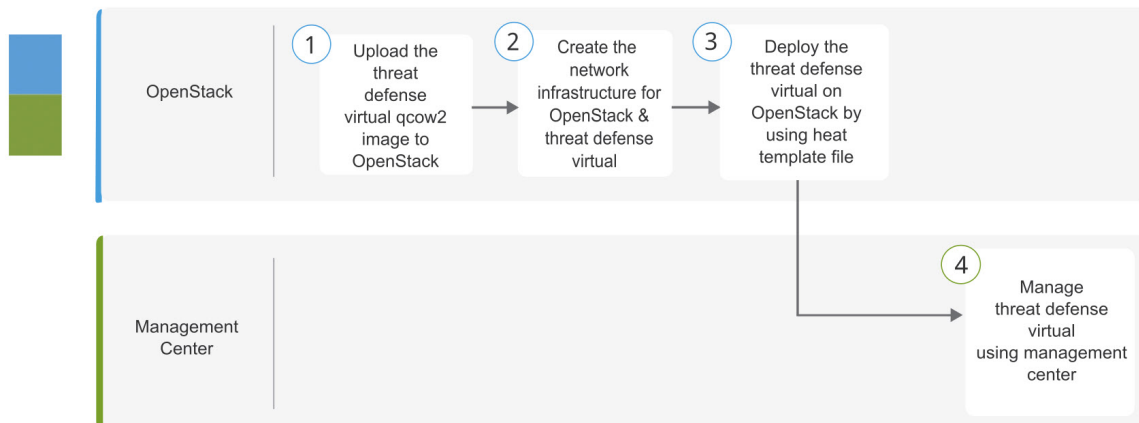 OpenStack
1
Upload the
threat
defense
virtual qcow2
image to
OpenStack
2
Create the
network
infrastructure for
OpenStack &
threat defense
virtual
3
Deploy the
threat defense
virtual on
OpenStack by
using heat
template file
Management
Center
4
Manage
threat defense
virtual
using management
center